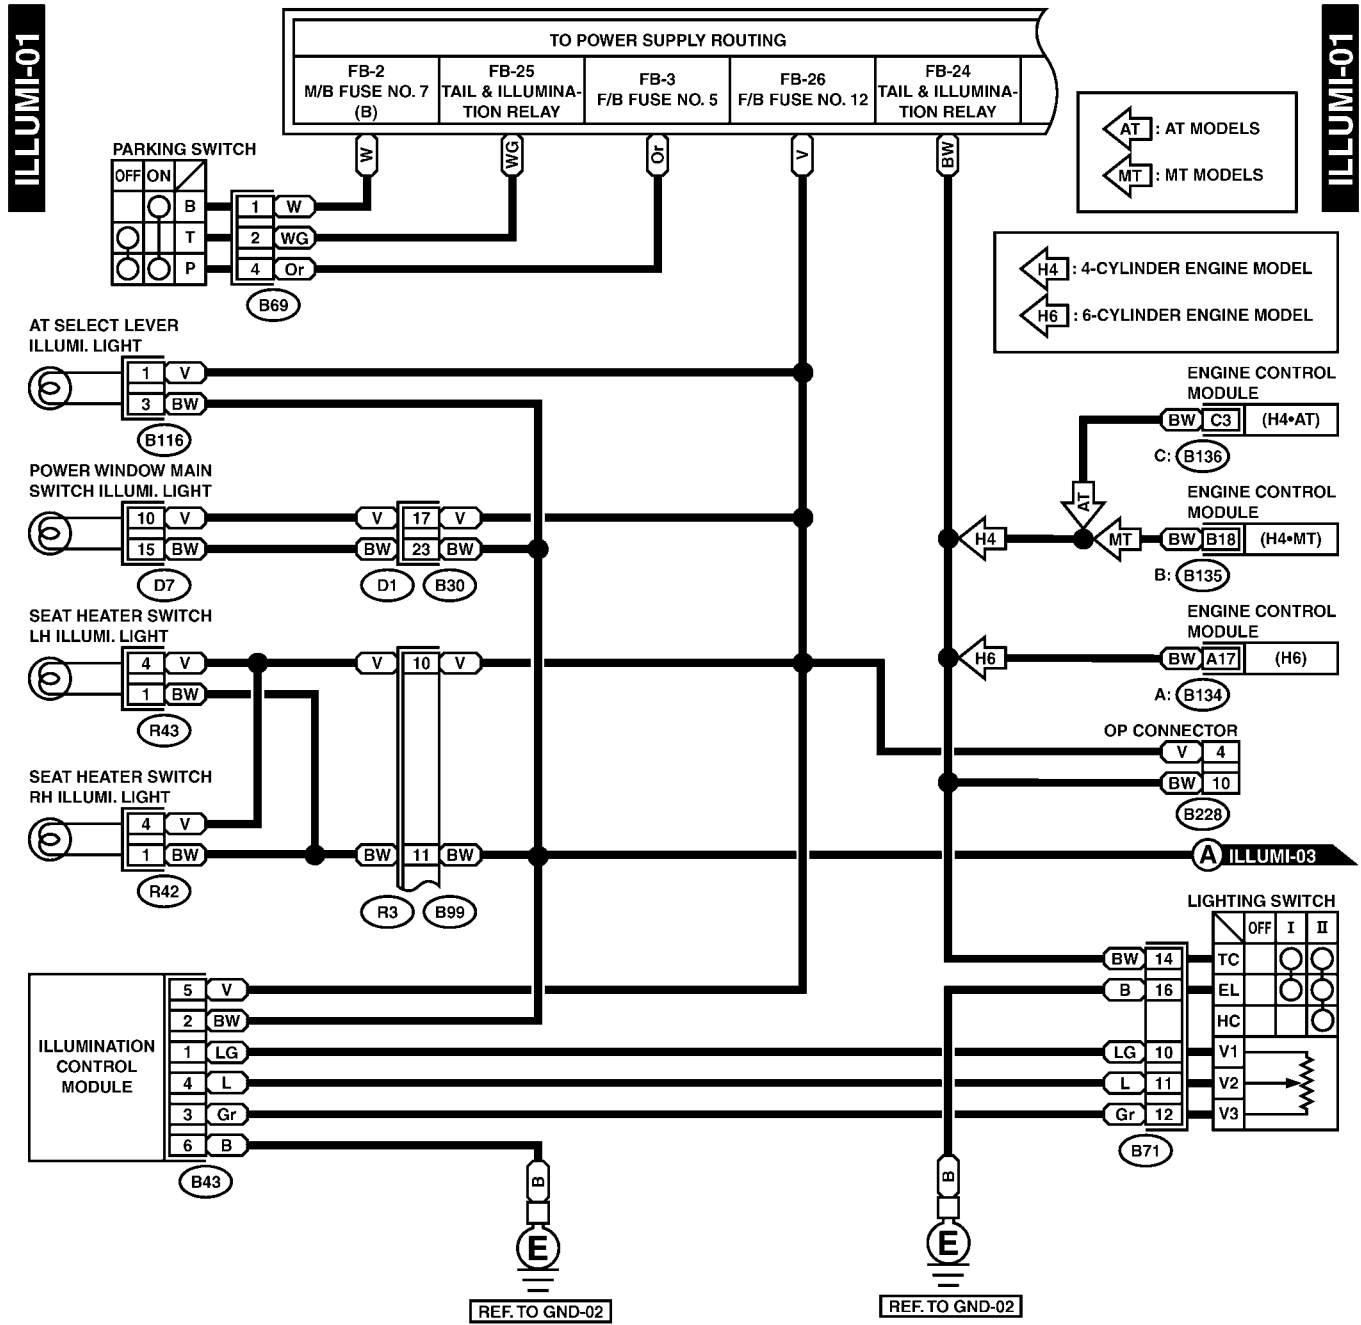 ILLUMI-01
ILLUMI-01
TO POWER SUPPLY ROUTING
FB-2
M/B FUSE NO. 7
(B)
FB-25
TAIL & ILLUMINA-
TION RELAY
FB-3
F/B FUSE NO. 5
FB-26
F/B FUSE NO. 12
FB-24
TAIL & ILLUMINA-
TION RELAY
W
WG
Or
V
BW
AT : AT MODELS
MT : MT MODELS
H4 : 4-CYLINDER ENGINE MODEL
H6 : 6-CYLINDER ENGINE MODEL
PARKING SWITCH
OFF ON
B 1 W
T 2 WG
P 4 Or
B69
AT SELECT LEVER
ILLUMI. LIGHT
1 V
3 BW
B116
POWER WINDOW MAIN
SWITCH ILLUMI. LIGHT
10 V V 17 V
15 BW BW 23 BW
D7 D1 B30
SEAT HEATER SWITCH
LH ILLUMI. LIGHT
4 V V 10 V
1 BW
R43
SEAT HEATER SWITCH
RH ILLUMI. LIGHT
4 V
1 BW BW 11 BW
R42 R3 B99
ENGINE CONTROL
MODULE
BW C3 (H4•AT)
C: B136
AT
ENGINE CONTROL
MODULE
H4 MT BW B18 (H4•MT)
B: B135
ENGINE CONTROL
MODULE
H6 BW A17 (H6)
A: B134
OP CONNECTOR
V 4
BW 10
B228
A ILLUMI-03
LIGHTING SWITCH
OFF I II
BW 14 TC
B 16 EL
HC
LG 10 V1
L 11 V2
Gr 12 V3
B71
ILLUMINATION
CONTROL
MODULE
5 V
2 BW
1 LG
4 L
3 Gr
6 B
B43
B
E
REF. TO GND-02
B
E
REF. TO GND-02